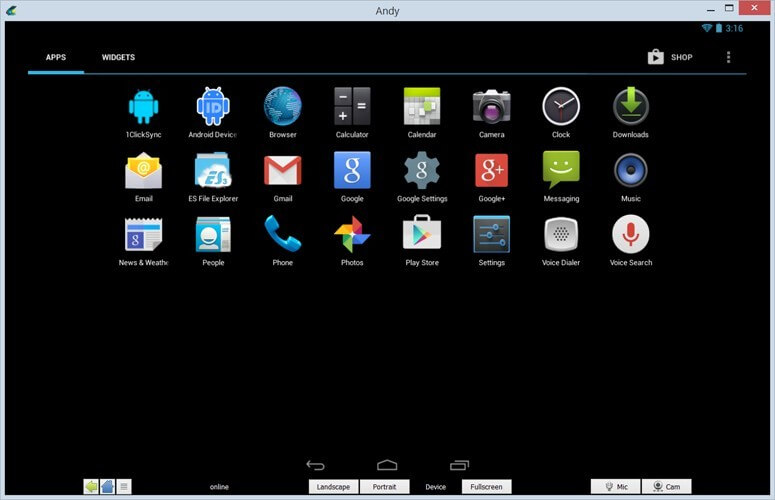 Andy
3:16
APPS WIDGETS SHOP
1ClickSync Android Device Browser Calculator Calendar Camera Clock Downloads
Email ES File Explorer Gmail Google Google Settings Google+ Messaging Music
News & Weathe People Phone Photos Play Store Settings Voice Dialer Voice Search
online Landscape Portrait Device Fullscreen Mic Cam